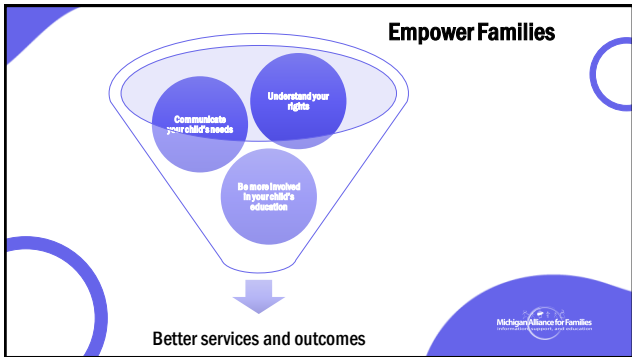 Empower Families
Understand your
rights
Communicate
your child's needs
Be more involved
in your child's
education
Better services and outcomes
Michigan Alliance for Families
information, support, and education